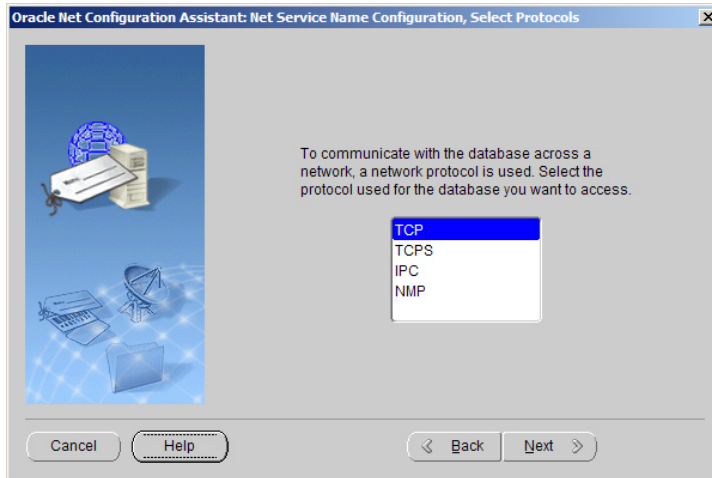 Oracle Net Configuration Assistant: Net Service Name Configuration, Select Protocols
To communicate with the database across a
network, a network protocol is used. Select the
protocol used for the database you want to access.
TCP
TCPS
IPC
NMP
Cancel Help Back Next